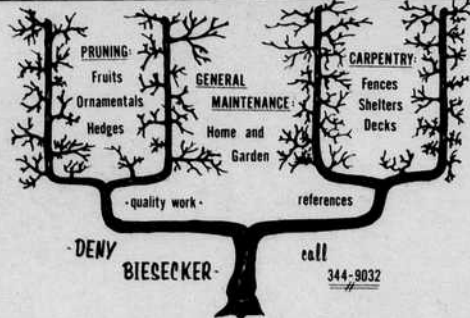 PRUNING:
Fruits
Ornamentals
Hedges
GENERAL
MAINTENANCE:
Home and
Garden
CARPENTRY:
Fences
Shelters
Decks
-quality work-
references
-DENY
BIESECKER-
call
344-9032